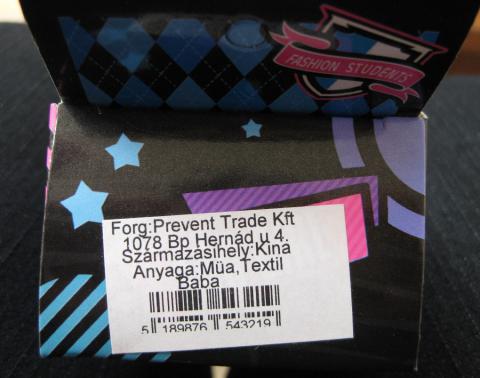 FASHION STUDENTS
Forg:Prevent Trade Kft
1078 Bp Hernád u 4.
Származásihely:Kína
Anyaga:Müa,Textil
Baba
5 189876 543219